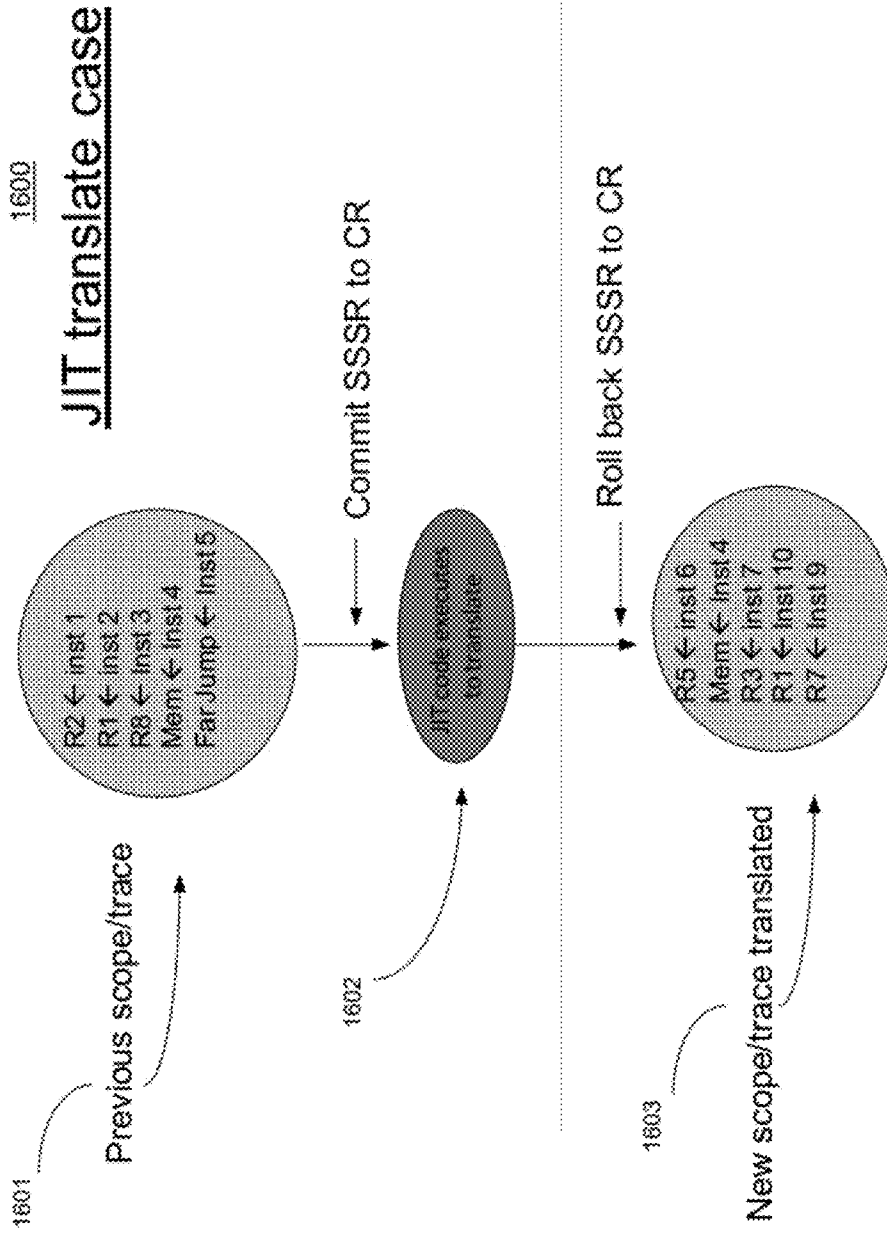 1600
JIT translate case
1601
Previous scope/trace
R2 ← inst 1
R1 ← inst 2
R8 ← Inst 3
Mem ← Inst 4
Far Jump ← Inst 5
Commit SSSR to CR
1602
JIT code executes
to translate
Roll back SSSR to CR
1603
New scope/trace translated
R5 ← inst 6
Mem ← Inst 4
R3 ← inst 7
R1 ← Inst 10
R7 ← Inst 9